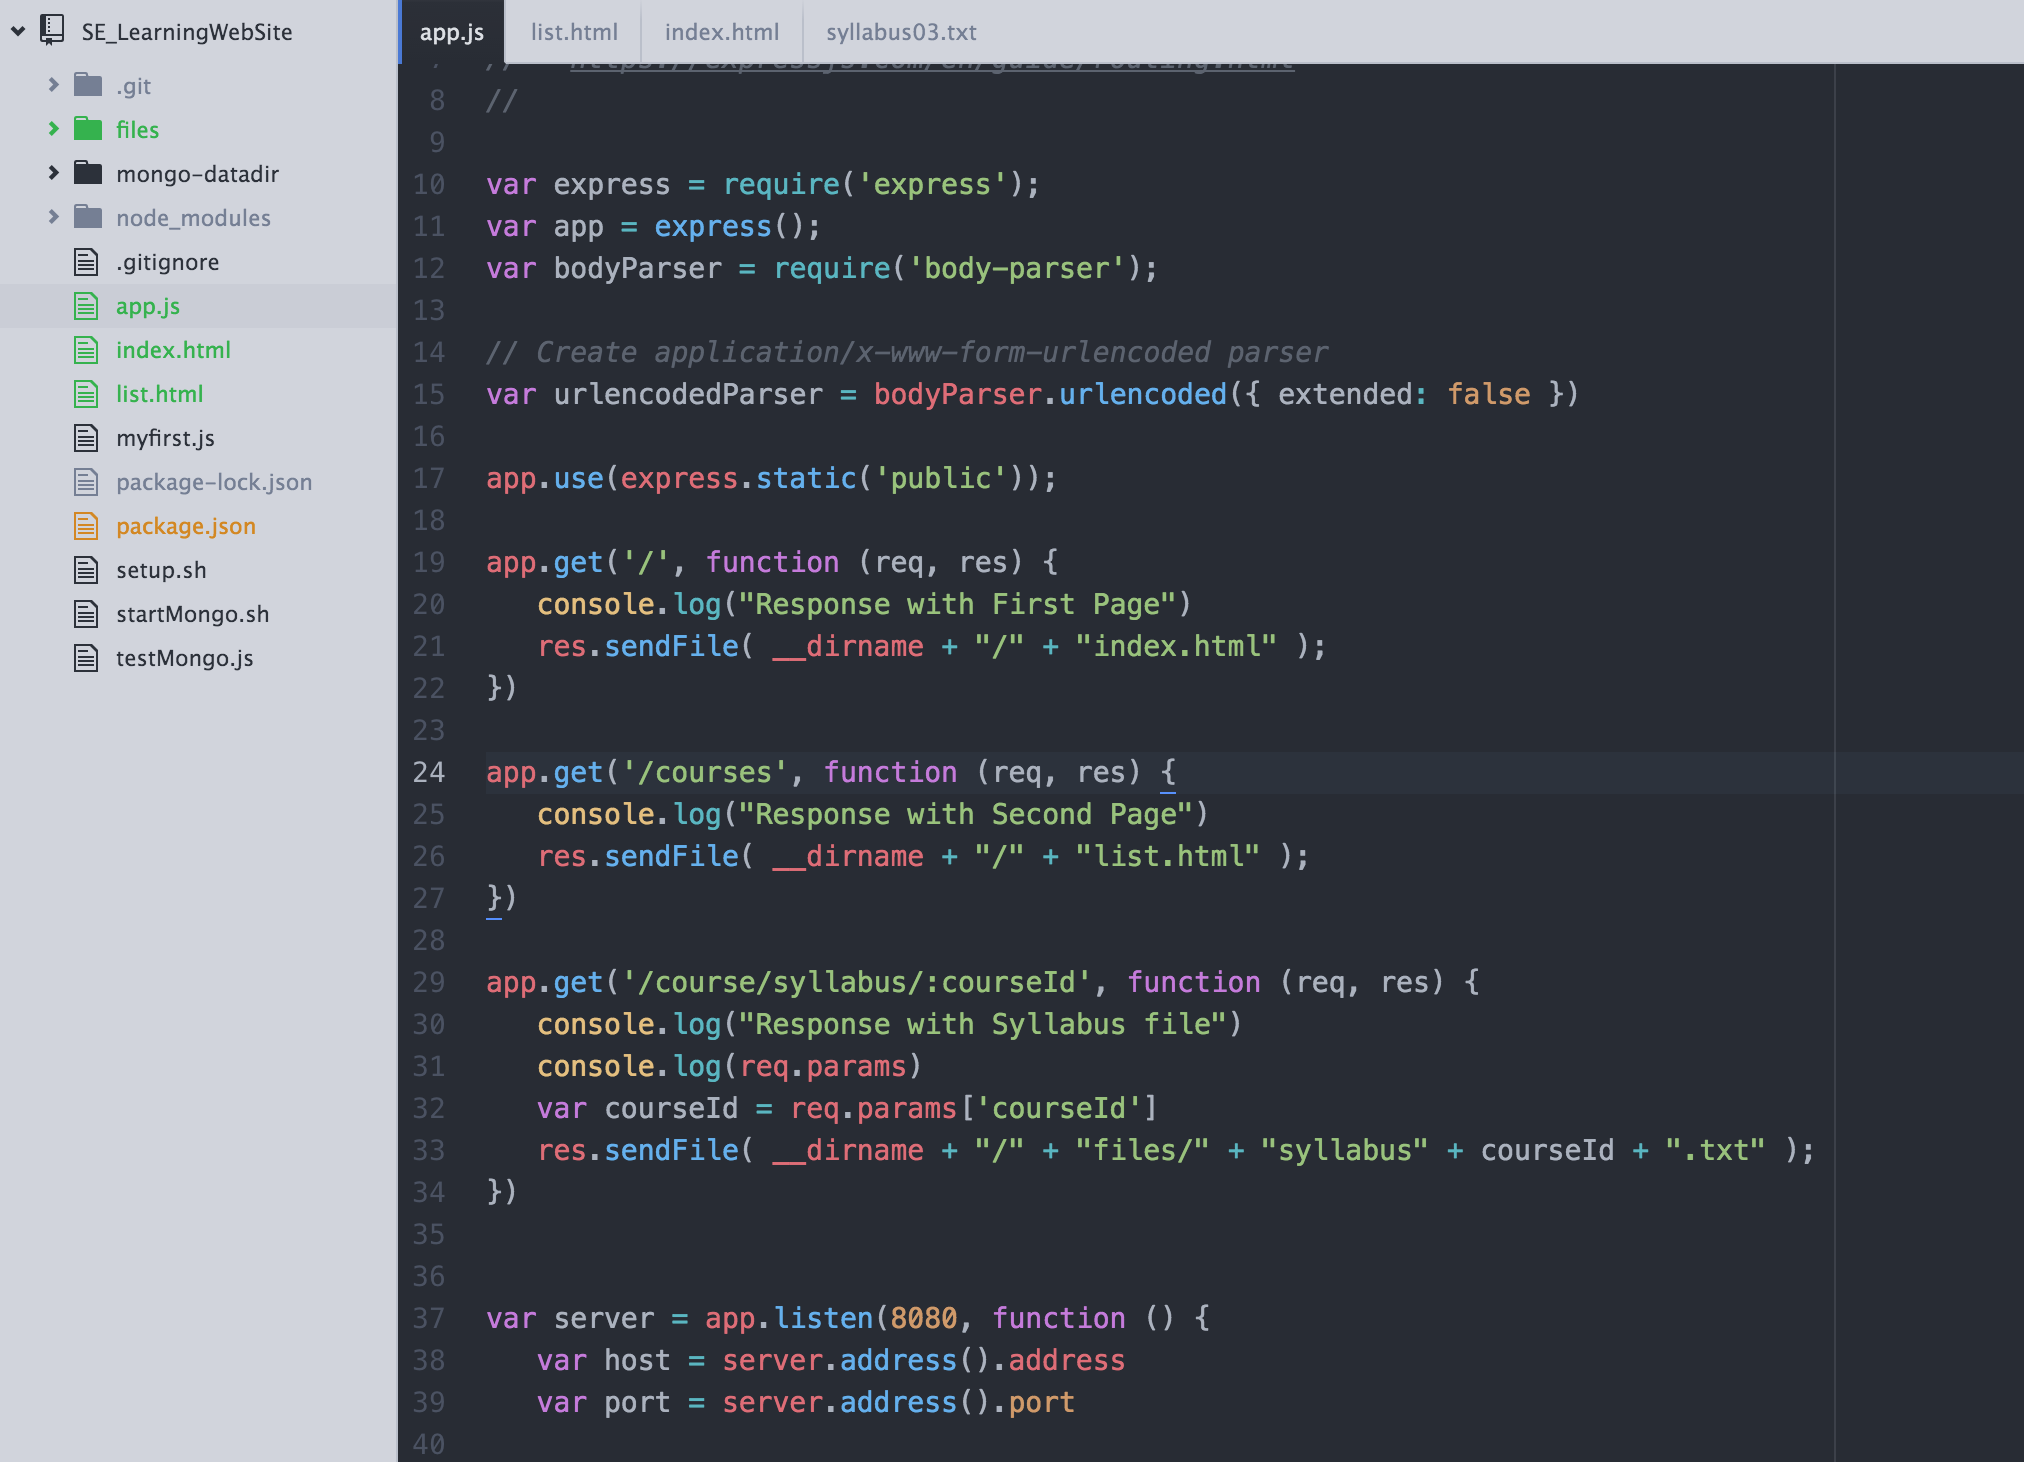 SE_LearningWebSite
.git
files
mongo-datadir
node_modules
.gitignore
app.js
index.html
list.html
myfirst.js
package-lock.json
package.json
setup.sh
startMongo.sh
testMongo.js
app.js list.html index.html syllabus03.txt
7 // https://expressjs.com/en/guide/routing.html
8 //
9
10 var express = require('express');
11 var app = express();
12 var bodyParser = require('body-parser');
13
14 // Create application/x-www-form-urlencoded parser
15 var urlencodedParser = bodyParser.urlencoded({ extended: false })
16
17 app.use(express.static('public'));
18
19 app.get('/', function (req, res) {
20 console.log("Response with First Page")
21 res.sendFile( __dirname + "/" + "index.html" );
22 })
23
24 app.get('/courses', function (req, res) {
25 console.log("Response with Second Page")
26 res.sendFile( __dirname + "/" + "list.html" );
27 })
28
29 app.get('/course/syllabus/:courseId', function (req, res) {
30 console.log("Response with Syllabus file")
31 console.log(req.params)
32 var courseId = req.params['courseId']
33 res.sendFile( __dirname + "/" + "files/" + "syllabus" + courseId + ".txt" );
34 })
35
36
37 var server = app.listen(8080, function () {
38 var host = server.address().address
39 var port = server.address().port
40